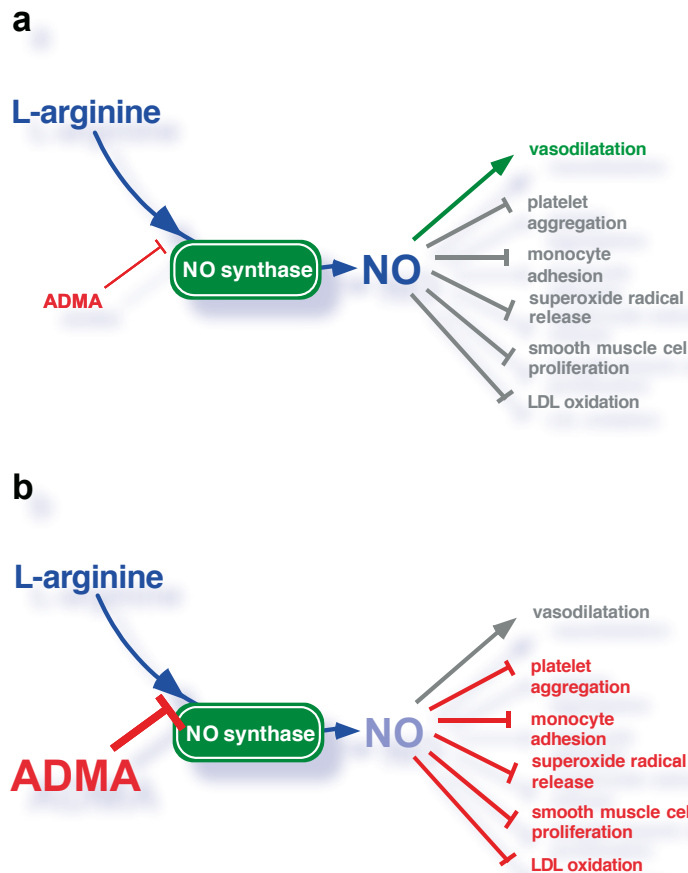 a
L-arginine
vasodilatation
platelet
aggregation
monocyte
adhesion
NO synthase
NO
ADMA
superoxide radical
release
smooth muscle cel
proliferation
LDL oxidation
b
L-arginine
vasodilatation
platelet
aggregation
monocyte
adhesion
NO synthase
NO
ADMA
superoxide radical
release
smooth muscle cel
proliferation
LDL oxidation